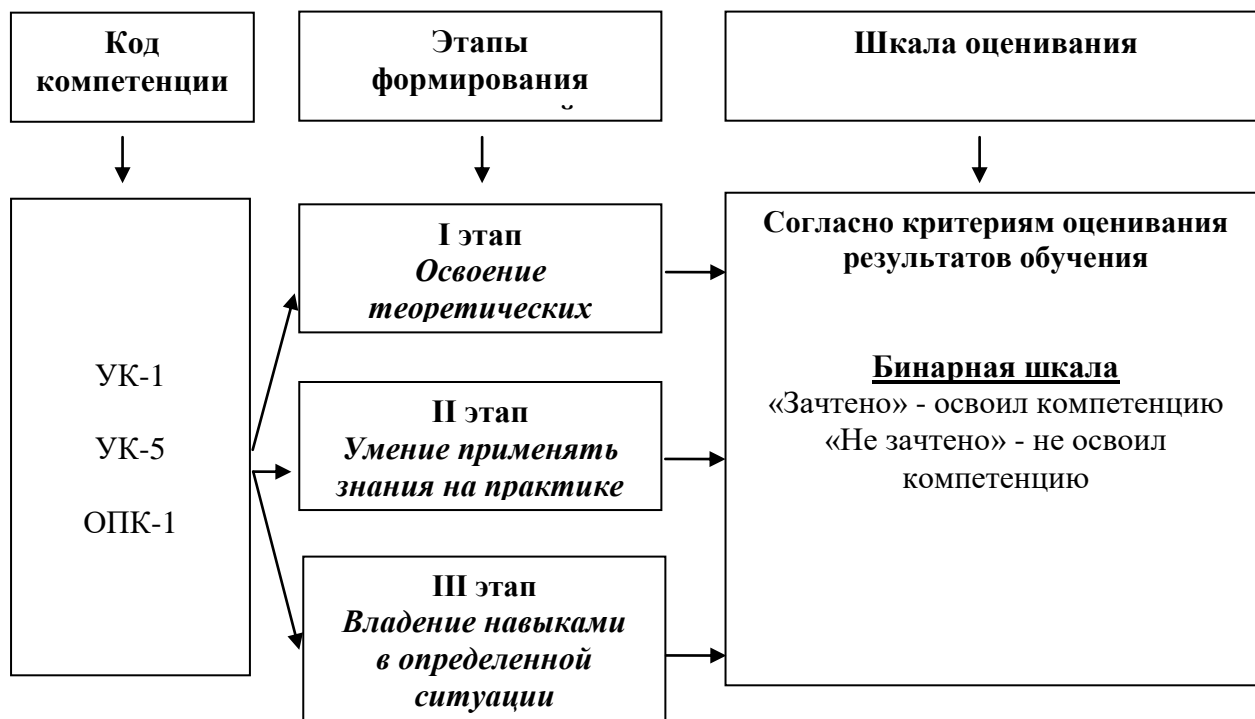 Код
компетенции
Этапы
формирования
Шкала оценивания
УК-1
УК-5
ОПК-1
I этап
Освоение
теоретических
II этап
Умение применять
знания на практике
III этап
Владение навыками
в определенной
ситуации
Согласно критериям оценивания
результатов обучения
Бинарная шкала
«Зачтено» - освоил компетенцию
«Не зачтено» - не освоил
компетенцию